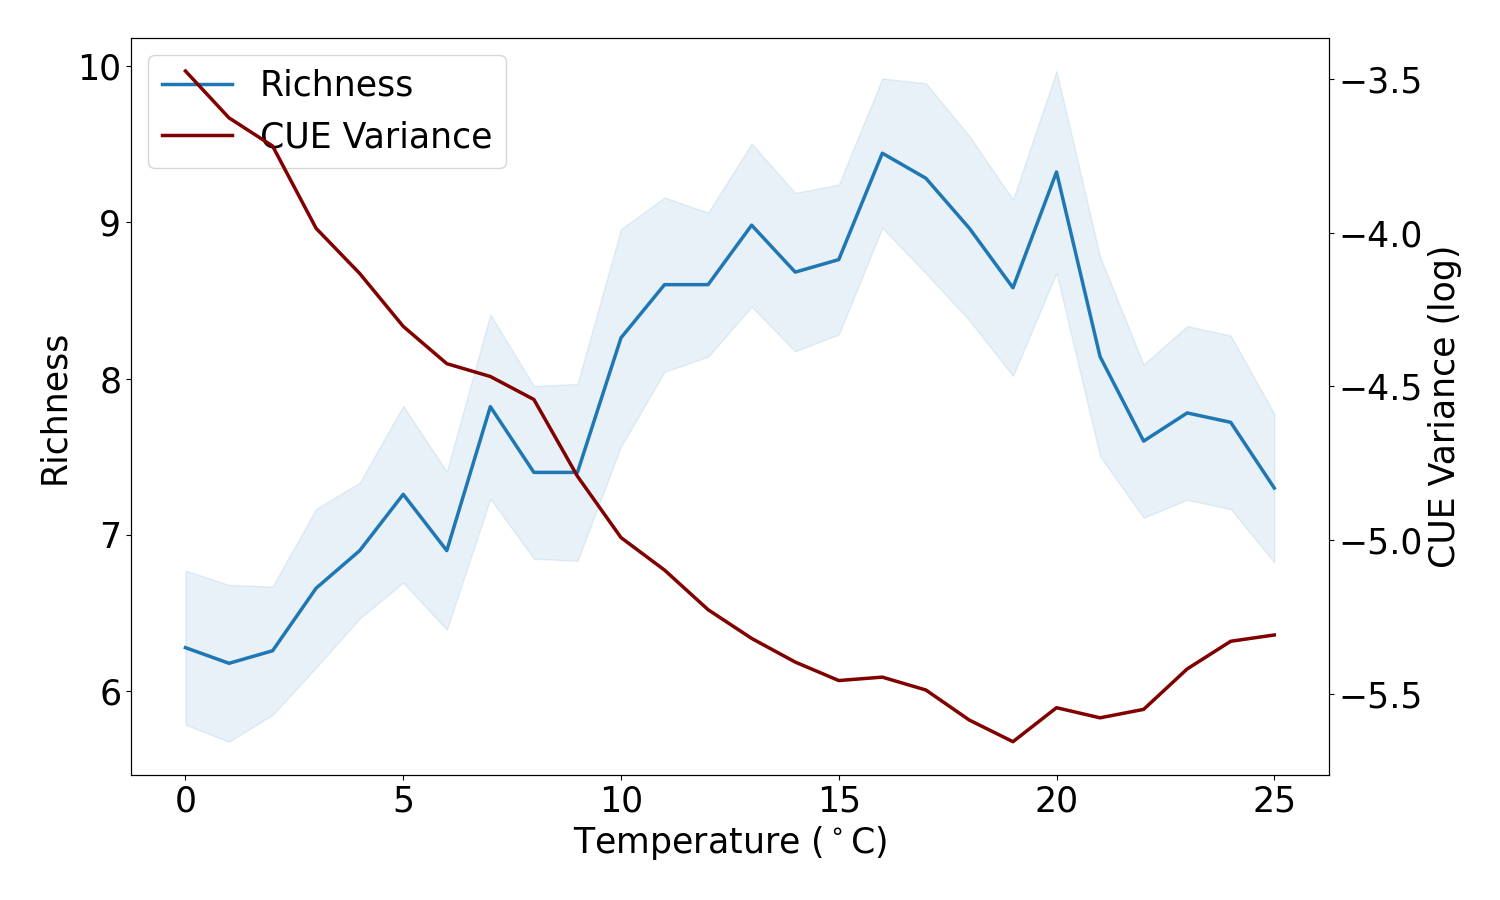 Richness
CUE Variance
10
9
8
7
6
Richness
−3.5
−4.0
−4.5
−5.0
−5.5
CUE Variance (log)
0 5 10 15 20 25
Temperature (°C)